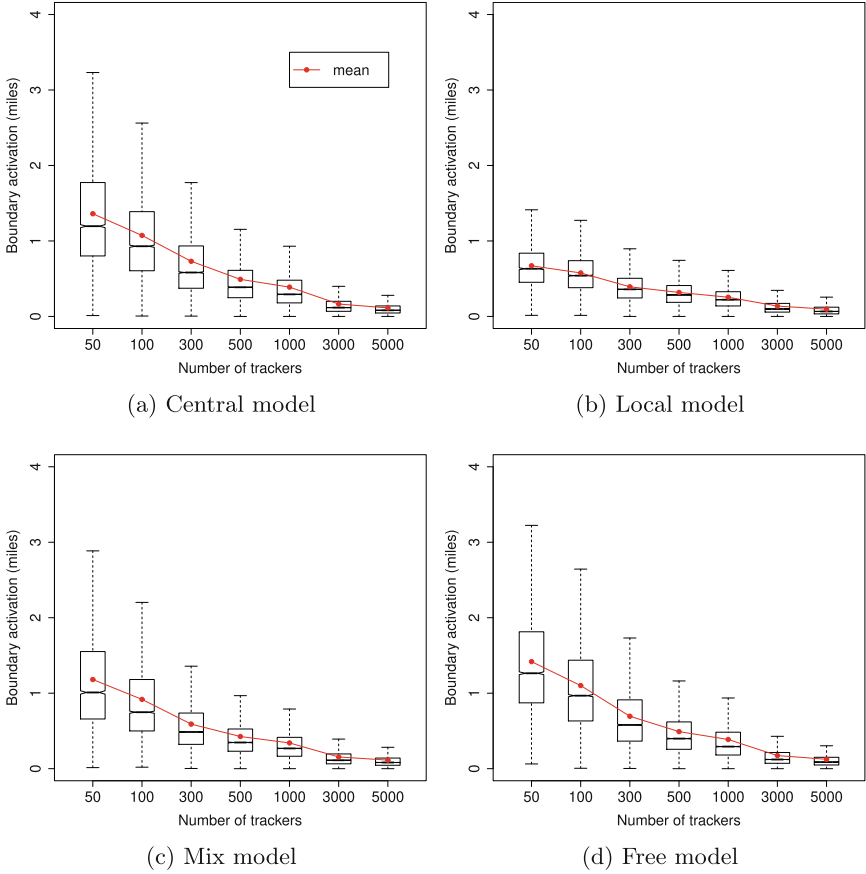 Boundary activation (miles)
4
3
2
1
0
mean
50 100 300 500 1000 3000 5000
Number of trackers
(a) Central model
Boundary activation (miles)
4
3
2
1
0
50 100 300 500 1000 3000 5000
Number of trackers
(b) Local model
Boundary activation (miles)
4
3
2
1
0
50 100 300 500 1000 3000 5000
Number of trackers
(c) Mix model
Boundary activation (miles)
4
3
2
1
0
50 100 300 500 1000 3000 5000
Number of trackers
(d) Free model